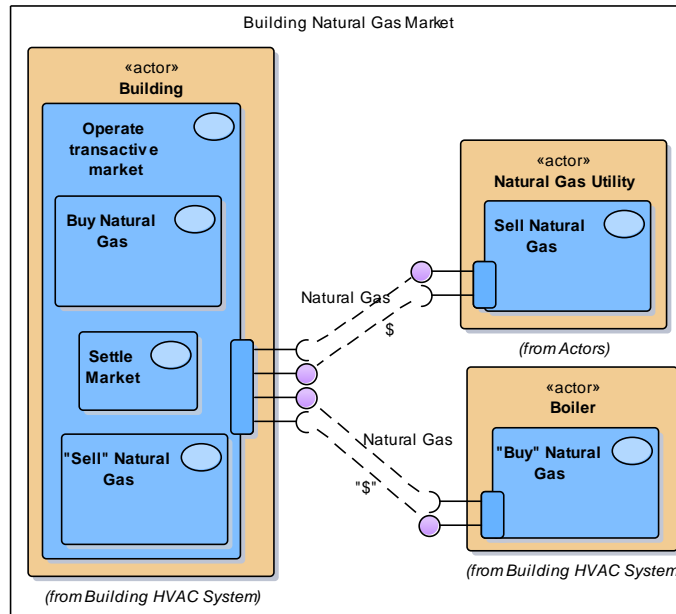 Building Natural Gas Market
«actor»
Building
Operate
transactive
market
Buy Natural
Gas
Settle
Market
"Sell" Natural
Gas
(from Building HVAC System)
Natural Gas
$
Natural Gas
"$"
«actor»
Natural Gas Utility
Sell Natural
Gas
(from Actors)
«actor»
Boiler
"Buy" Natural
Gas
(from Building HVAC System)